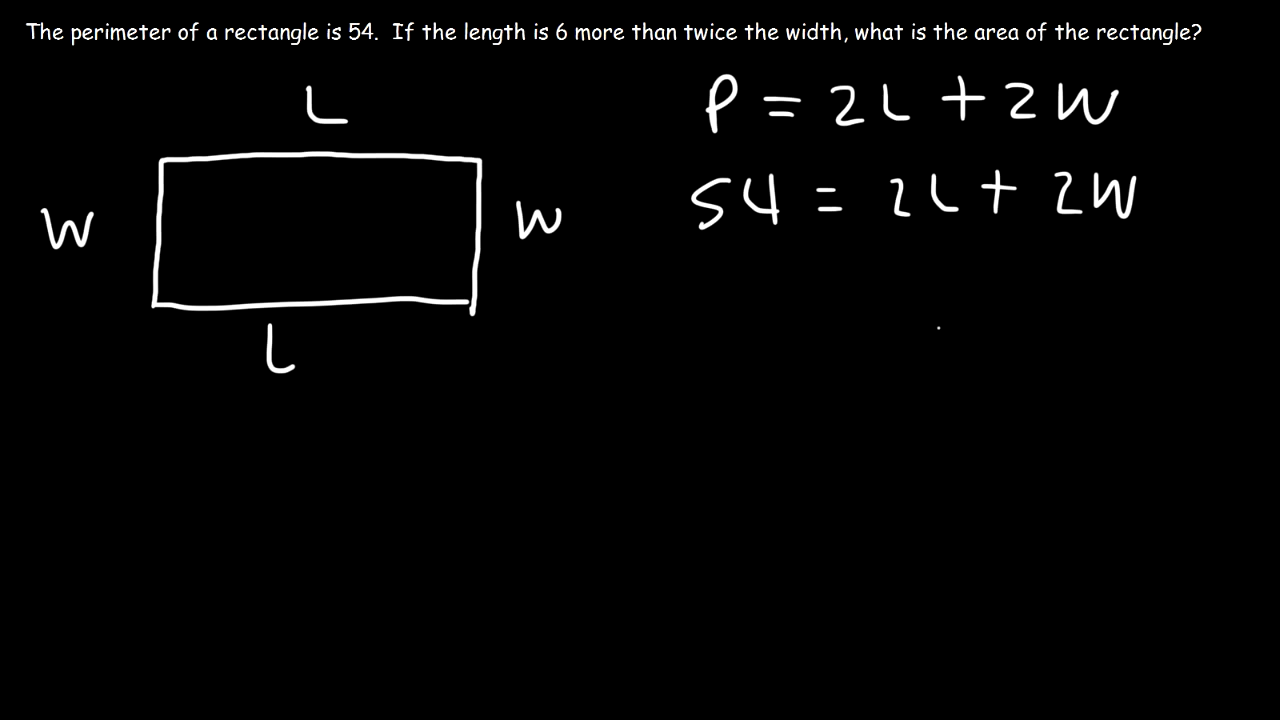 The perimeter of a rectangle is 54. If the length is 6 more than twice the width, what is the area of the rectangle?
L
P = 2L + 2W
W
W
54 = 2L + 2W
L